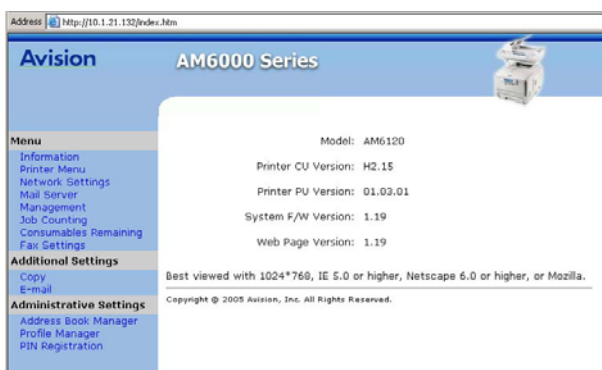 Address http://10.1.21.132/index.htm
Avision
AM6000 Series
Menu
Information
Printer Menu
Network Settings
Mail Server
Management
Job Counting
Consumables Remaining
Fax Settings
Additional Settings
Copy
E-mail
Administrative Settings
Address Book Manager
Profile Manager
PIN Registration
Model: AM6120
Printer CU Version: H2.15
Printer PU Version: 01.03.01
System F/W Version: 1.19
Web Page Version: 1.19
Best viewed with 1024*768, IE 5.0 or higher, Netscape 6.0 or higher, or Mozilla.
Copyright @ 2005 Avision, Inc. All Rights Reserved.